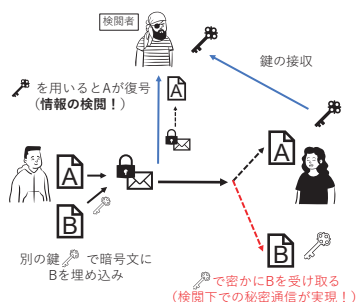 検閲者
鍵の接収
を用いるとAが復号
（情報の検閲！）
A
A
A
B
B
別の鍵 で暗号文に
Bを埋め込み
で密かにBを受け取る
（検閲下での秘密通信が実現！）